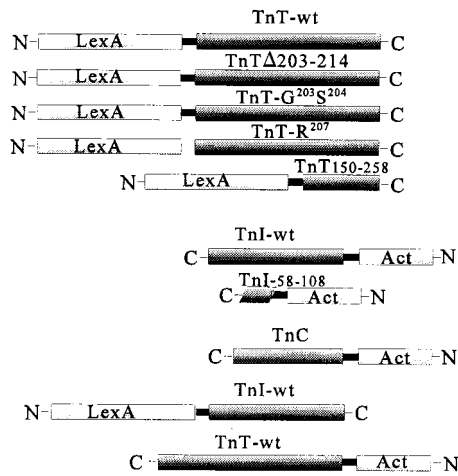 TnT-wt
N LexA C
TnTΔ203-214
N LexA C
TnT-G²⁰³S²⁰⁴
N LexA C
TnT-R²⁰⁷
N LexA C
TnT150-258
N LexA C
TnI-wt
C Act N
TnI-58-108
C Act N
TnC
C Act N
TnI-wt
N LexA C
TnT-wt
C Act N